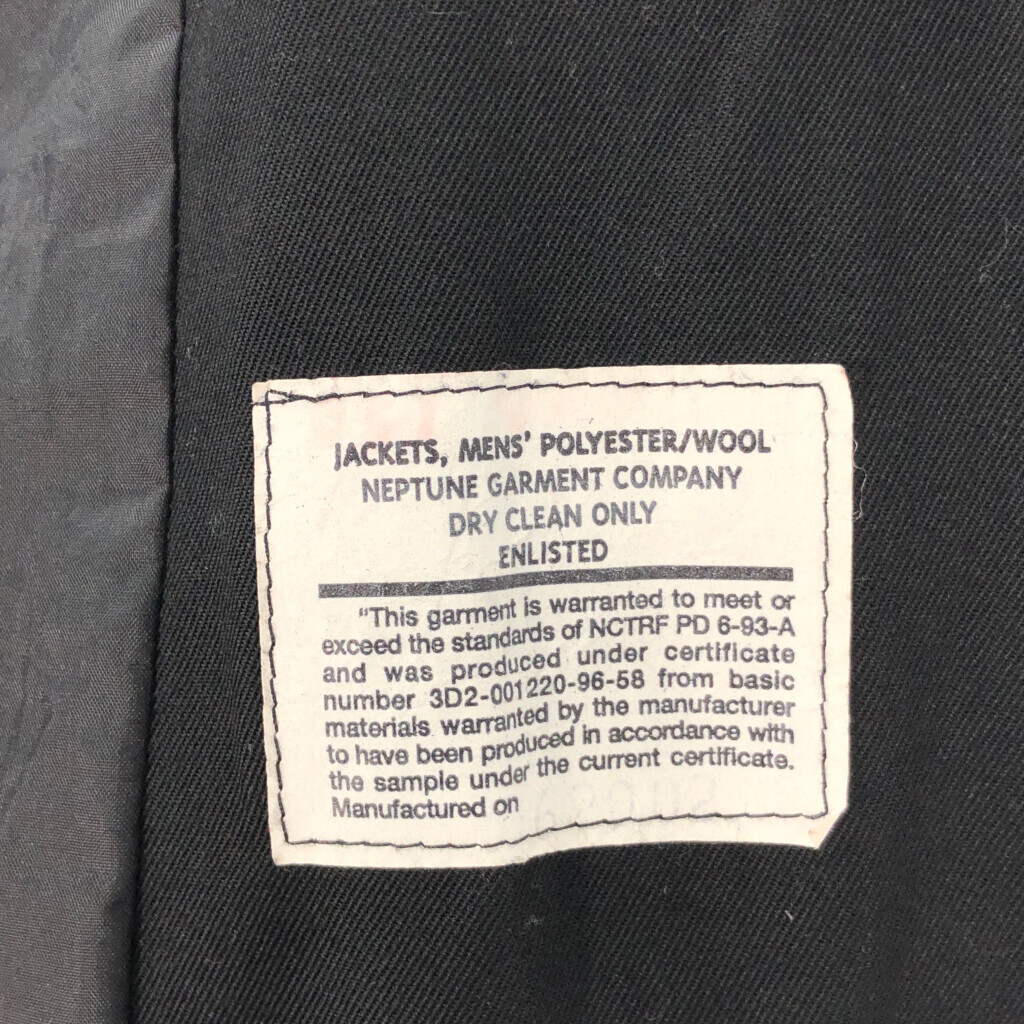 JACKETS, MENS' POLYESTER/WOOL
NEPTUNE GARMENT COMPANY
DRY CLEAN ONLY
ENLISTED
"This garment is warranted to meet or
exceed the standards of NCTRF PD 6-93-A
and was produced under certificate
number 3D2-001220-96-58 from basic
materials warranted by the manufacturer
to have been produced in accordance with
the sample under the current certificate.
Manufactured on